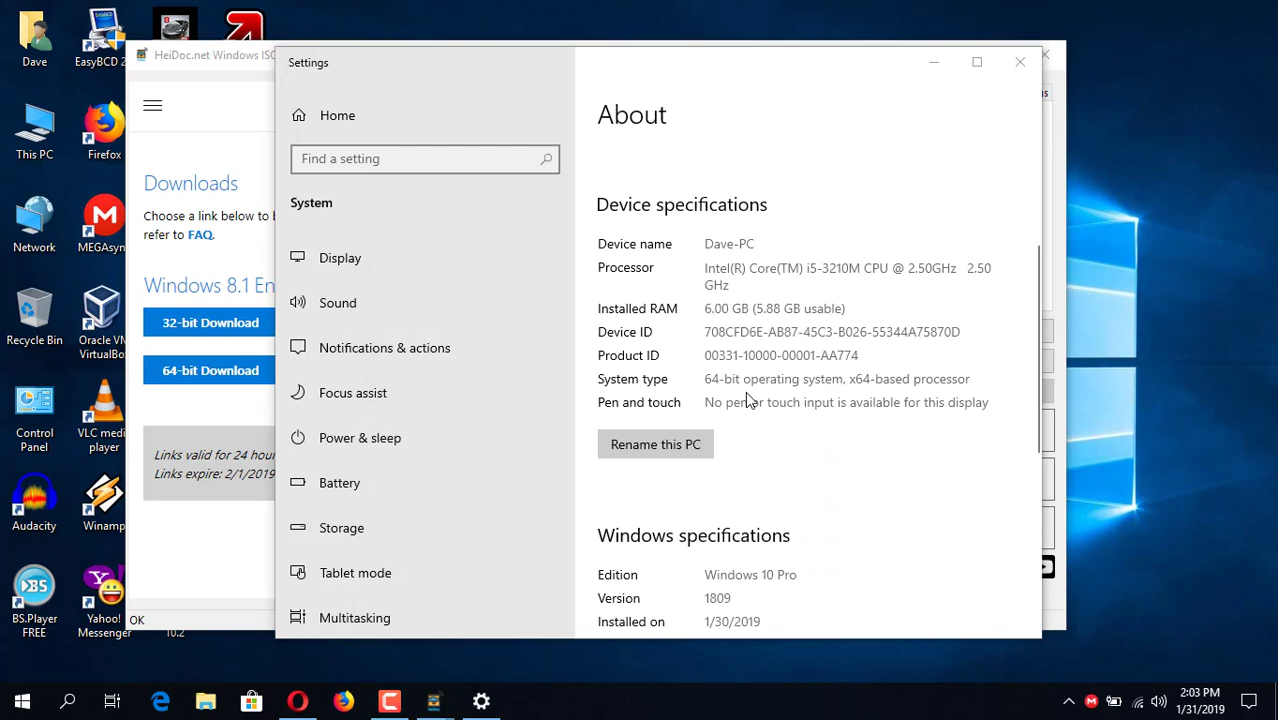 Dave
EasyBCD 2
HeiDoc.net Windows ISO
Settings
This PC
Firefox
Network
MEGAsyn
Recycle Bin
Oracle VM
VirtualBox
Control
Panel
VLC media
player
Audacity
Winamp
BS.Player
FREE
Yahoo!
Messenger
10.2
Downloads
Choose a link below to b
refer to FAQ.
Windows 8.1 En
32-bit Download
64-bit Download
Links valid for 24 hour
Links expire: 2/1/2019
OK
Home
Find a setting
System
Display
Sound
Notifications & actions
Focus assist
Power & sleep
Battery
Storage
Tablet mode
Multitasking
About
Device specifications
Device name Dave-PC
Processor Intel(R) Core(TM) i5-3210M CPU @ 2.50GHz 2.50
GHz
Installed RAM 6.00 GB (5.88 GB usable)
Device ID 708CFD6E-AB87-45C3-B026-55344A75870D
Product ID 00331-10000-00001-AA774
System type 64-bit operating system, x64-based processor
Pen and touch No pen or touch input is available for this display
Rename this PC
Windows specifications
Edition Windows 10 Pro
Version 1809
Installed on 1/30/2019
2:03 PM
1/31/2019